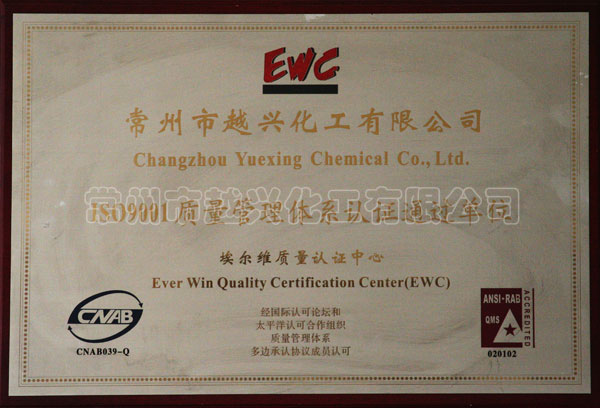 EWC
常州市越兴化工有限公司
Changzhou Yuexing Chemical Co., Ltd.
常州市越兴化工有限公司
ISO9001质量管理体系认证通过单位
埃尔维质量认证中心
Ever Win Quality Certification Center(EWC)
CNAB
CNAB039-Q
经国际认可论坛和
太平洋认可合作组织
质量管理体系
多边承认协议成员认可
ANSI-RAB
QMS
ACCREDITED
020102